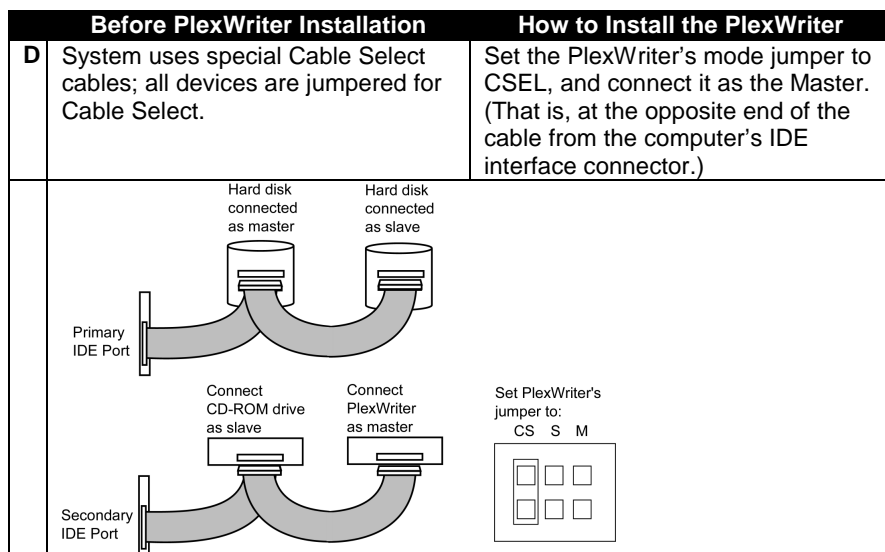 Before PlexWriter Installation
How to Install the PlexWriter
D
System uses special Cable Select
cables; all devices are jumpered for
Cable Select.
Set the PlexWriter’s mode jumper to
CSEL, and connect it as the Master.
(That is, at the opposite end of the
cable from the computer’s IDE
interface connector.)
Hard disk
connected
as master
Hard disk
connected
as slave
Primary
IDE Port
Connect
CD-ROM drive
as slave
Connect
PlexWriter
as master
Set PlexWriter's
jumper to:
CS S M
Secondary
IDE Port